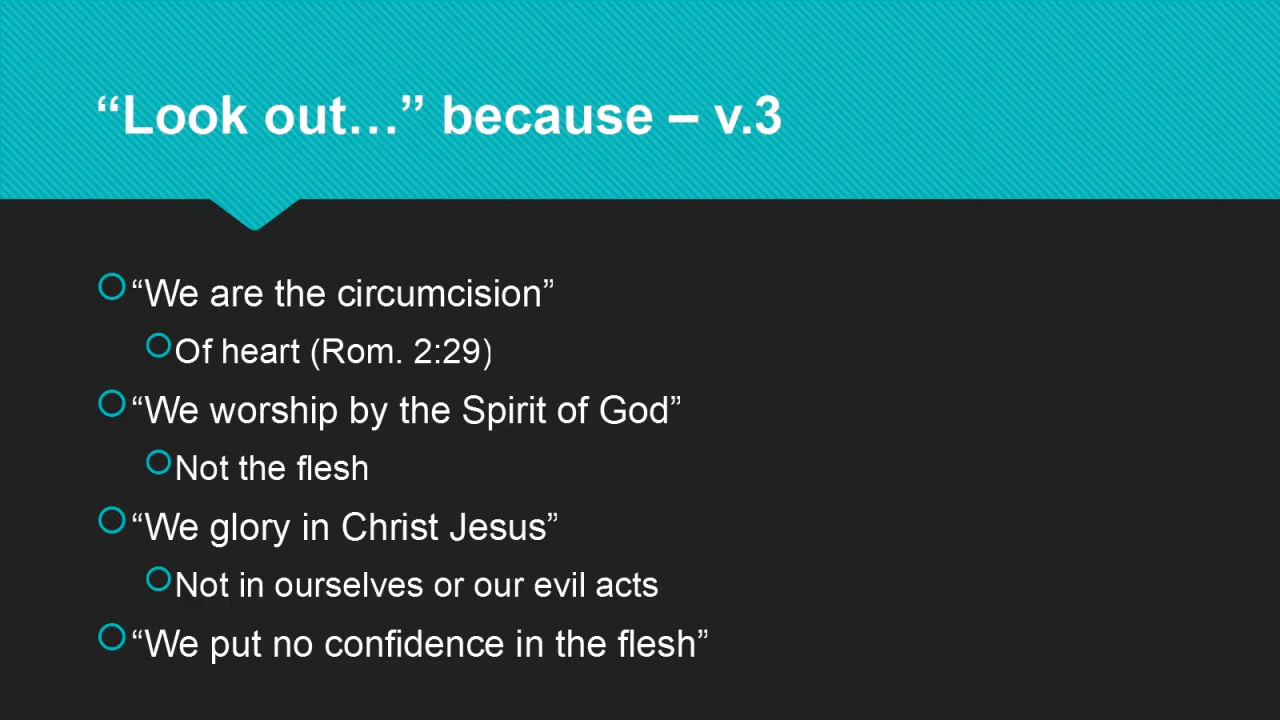 “Look out…” because – v.3
“We are the circumcision”
Of heart (Rom. 2:29)
“We worship by the Spirit of God”
Not the flesh
“We glory in Christ Jesus”
Not in ourselves or our evil acts
“We put no confidence in the flesh”